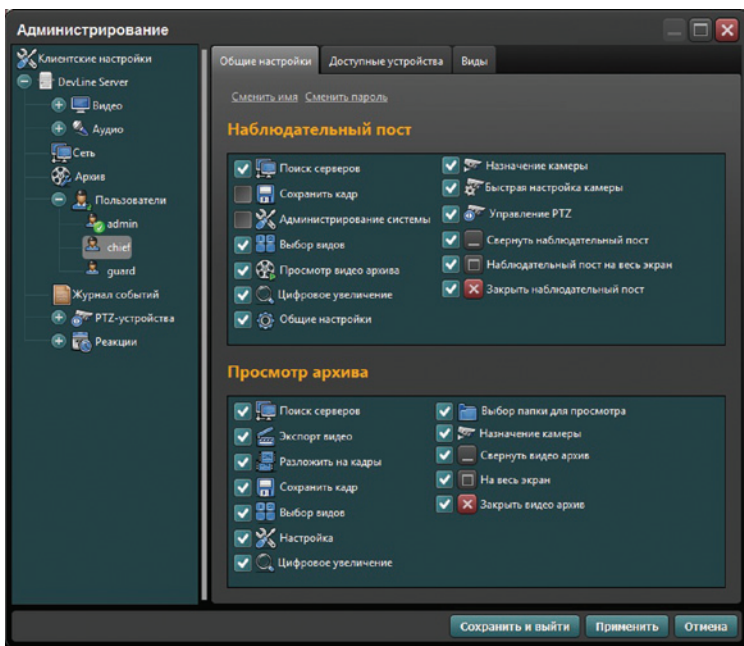 Администрирование
Клиентские настройки
DevLine Server
Видео
Аудио
Сеть
Архив
Пользователи
admin
chief
guard
Журнал событий
PTZ-устройства
Реакции
Общие настройки Доступные устройства Виды
Сменить имя Сменить пароль
Наблюдательный пост
Поиск серверов
Сохранить кадр
Администрирование системы
Выбор видов
Просмотр видео архива
Цифровое увеличение
Общие настройки
Назначение камеры
Быстрая настройка камеры
Управление PTZ
Свернуть наблюдательный пост
Наблюдательный пост на весь экран
Закрыть наблюдательный пост
Просмотр архива
Поиск серверов
Экспорт видео
Разложить на кадры
Сохранить кадр
Выбор видов
Настройка
Цифровое увеличение
Выбор папки для просмотра
Назначение камеры
Свернуть видео архив
На весь экран
Закрыть видео архив
Сохранить и выйти Применить Отмена